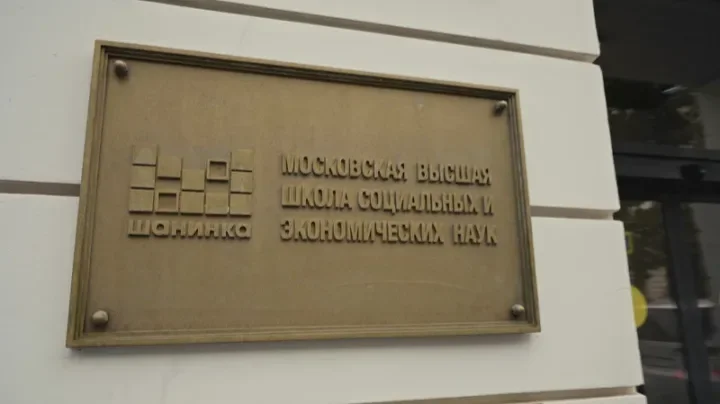 шанинка
МОСКОВСКАЯ ВЫСШАЯ
ШКОЛА СОЦИАЛЬНЫХ И
ЭКОНОМИЧЕСКИХ НАУК